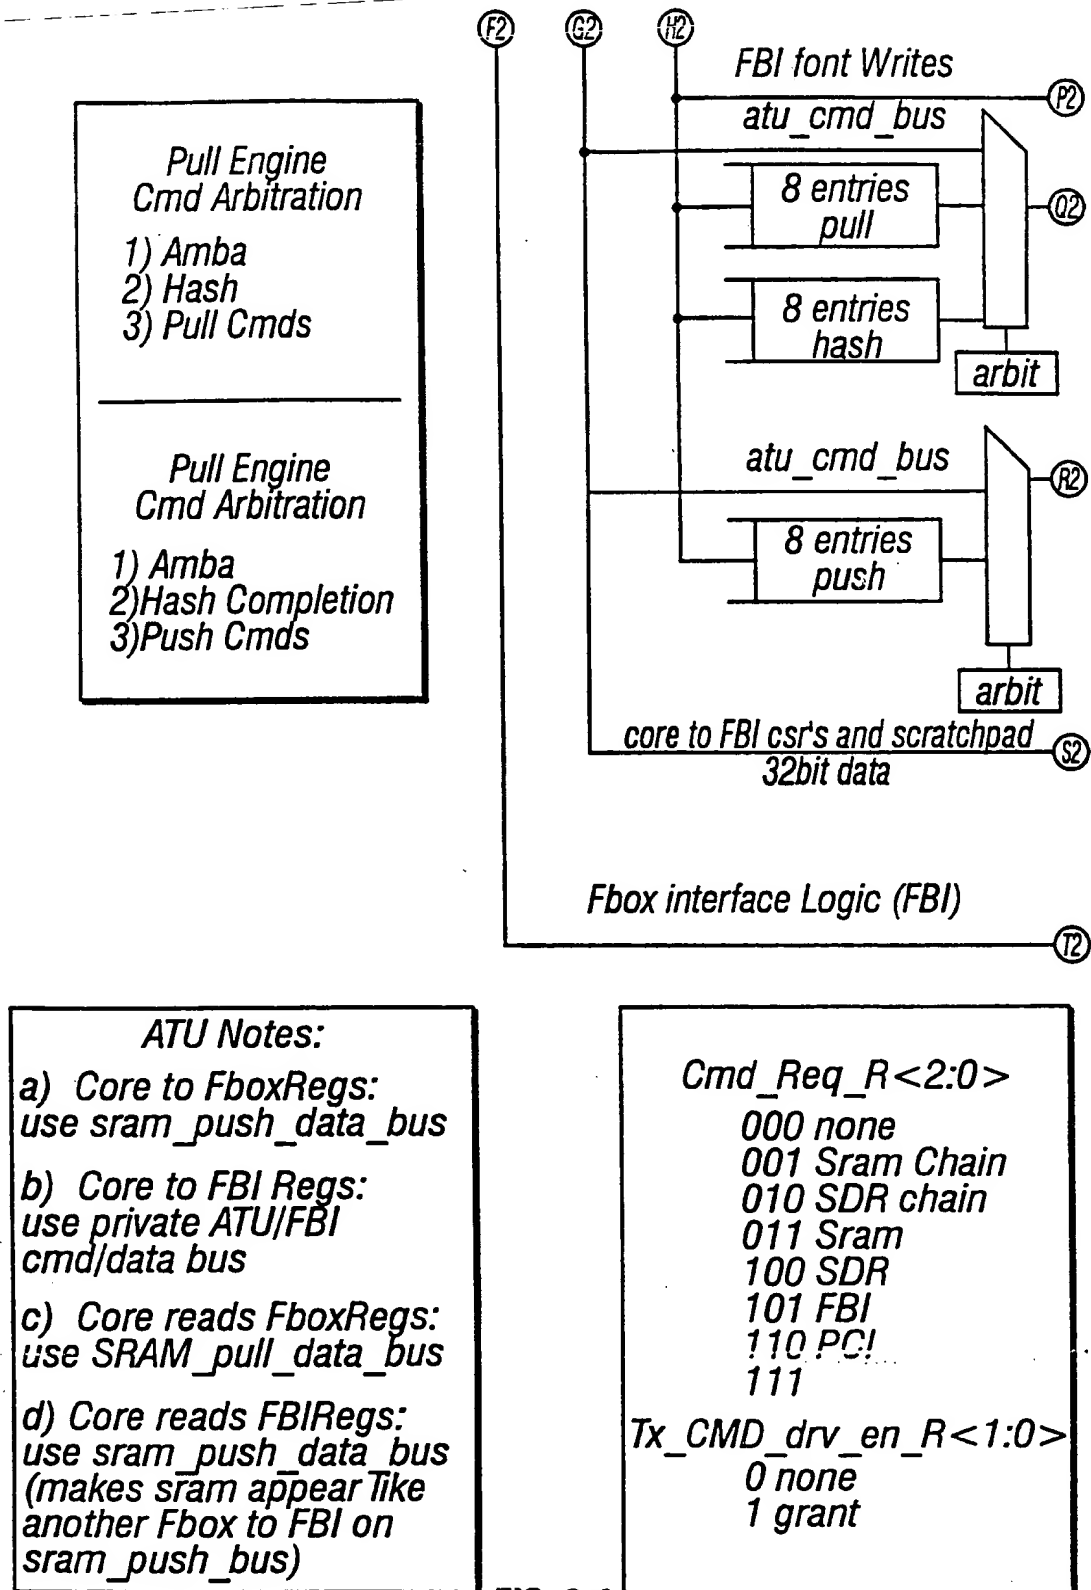 F2
G2
H2
FBI font Writes
P2
atu_cmd_bus
8 entries
pull
Q2
8 entries
hash
arbit
Pull Engine
Cmd Arbitration
1) Amba
2) Hash
3) Pull Cmds
Pull Engine
Cmd Arbitration
1) Amba
2)Hash Completion
3)Push Cmds
atu_cmd_bus
R2
8 entries
push
arbit
core to FBI csr's and scratchpad
32bit data
S2
Fbox interface Logic (FBI)
T2
ATU Notes:
a) Core to FboxRegs:
use sram_push_data_bus
b) Core to FBI Regs:
use private ATU/FBI
cmd/data bus
c) Core reads FboxRegs:
use SRAM_pull_data_bus
d) Core reads FBIRegs:
use sram_push_data_bus
(makes sram appear like
another Fbox to FBI on
sram_push_bus)
Cmd_Req_R<2:0>
000 none
001 Sram Chain
010 SDR chain
011 Sram
100 SDR
101 FBI
110 PCI
111
Tx_CMD_drv_en_R<1:0>
0 none
1 grant